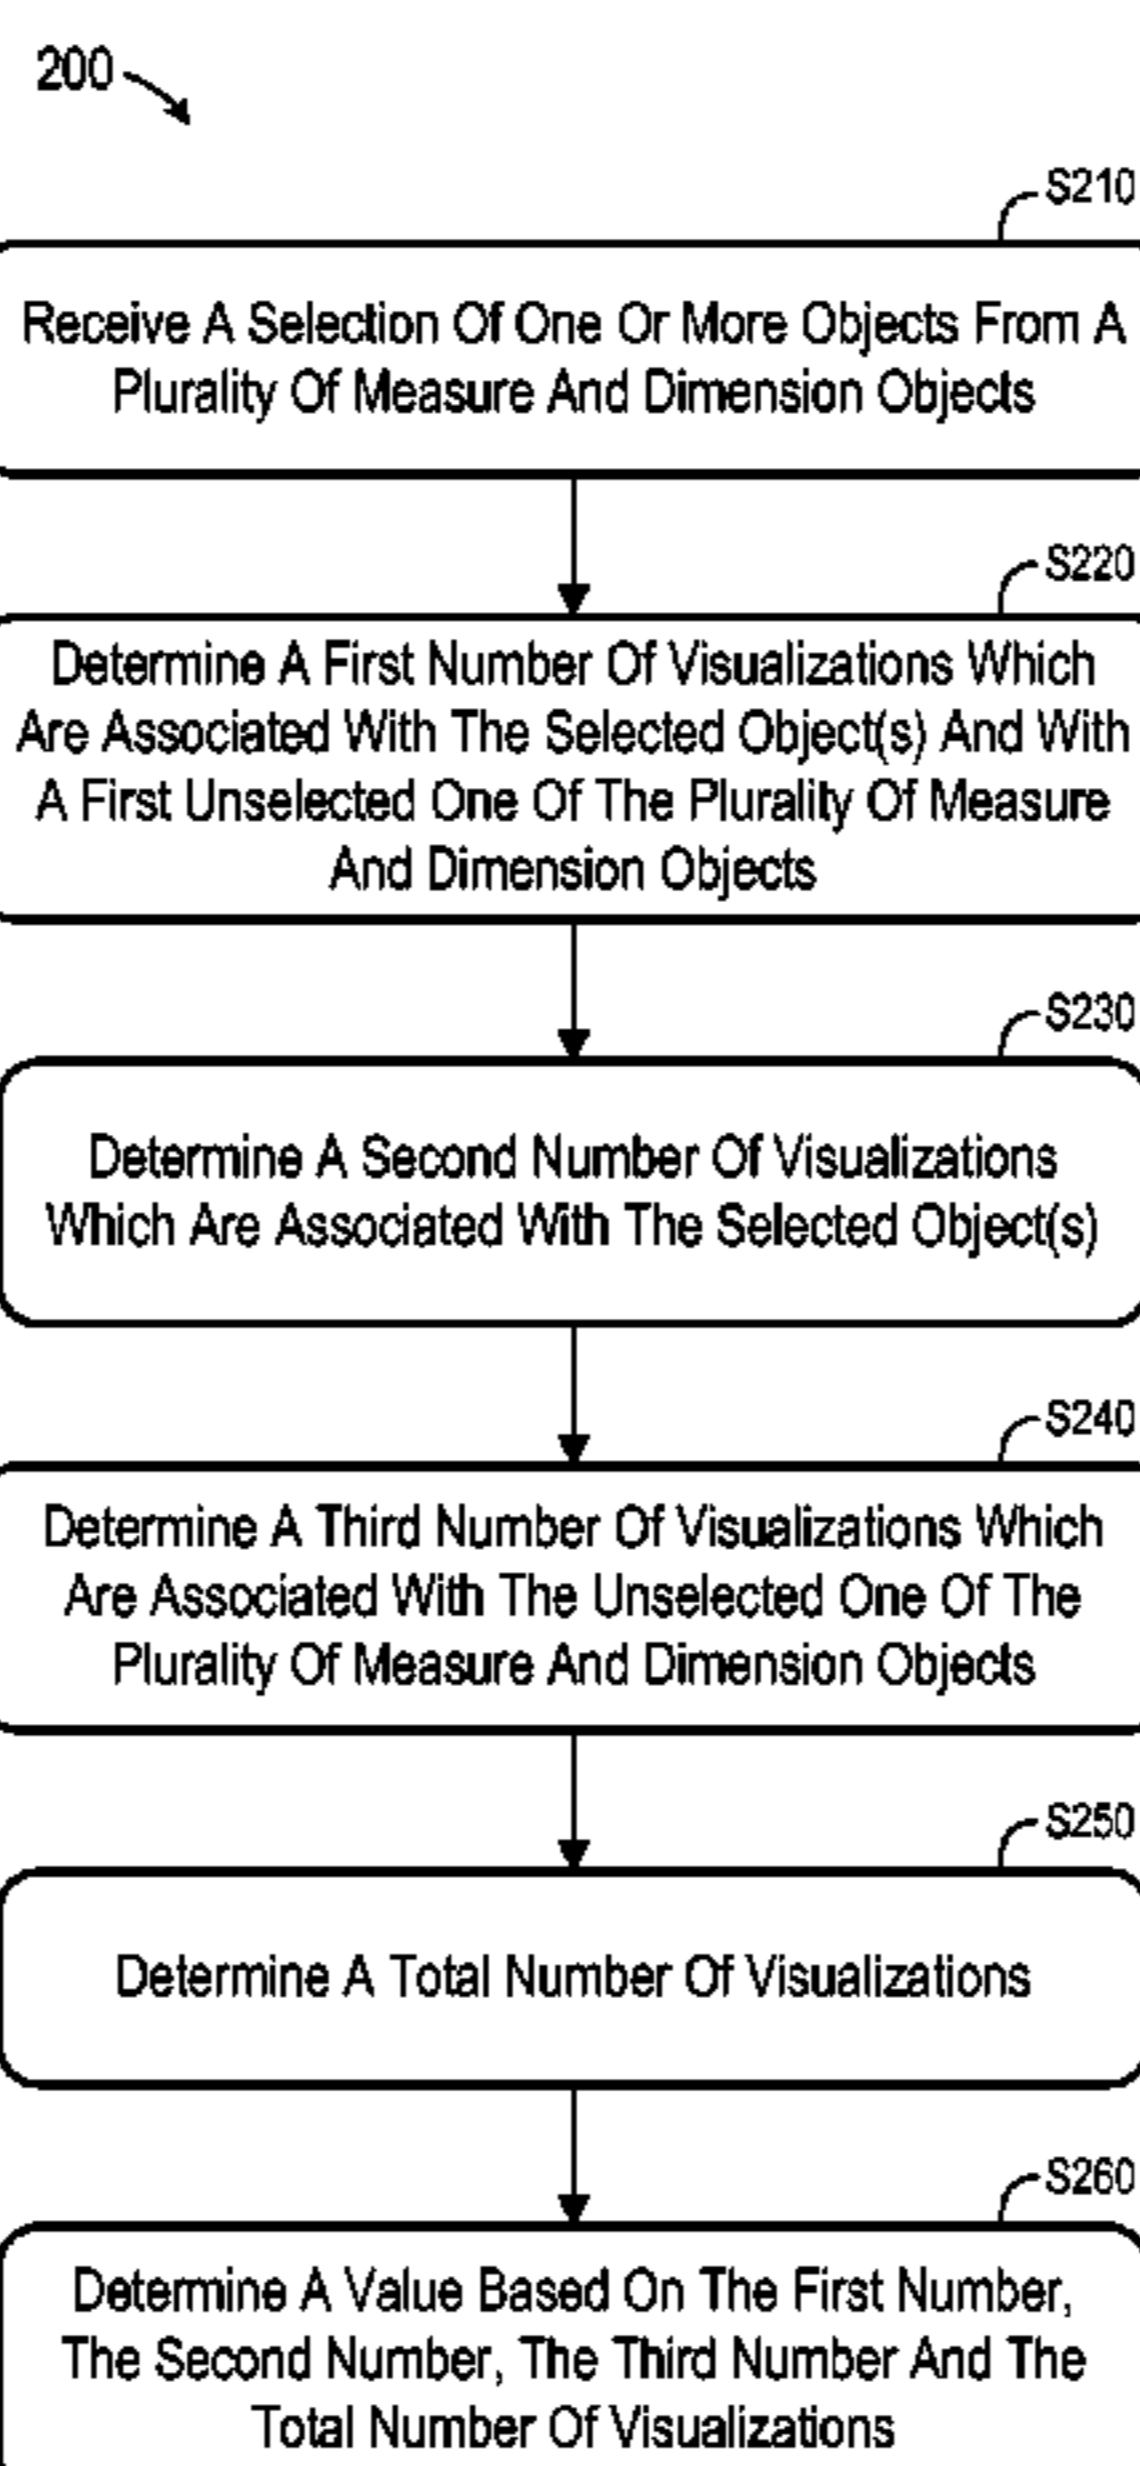 200
S210
Receive A Selection Of One Or More Objects From A
Plurality Of Measure And Dimension Objects
S220
Determine A First Number Of Visualizations Which
Are Associated With The Selected Object(s) And With
A First Unselected One Of The Plurality Of Measure
And Dimension Objects
S230
Determine A Second Number Of Visualizations
Which Are Associated With The Selected Object(s)
S240
Determine A Third Number Of Visualizations Which
Are Associated With The Unselected One Of The
Plurality Of Measure And Dimension Objects
S250
Determine A Total Number Of Visualizations
S260
Determine A Value Based On The First Number,
The Second Number, The Third Number And The
Total Number Of Visualizations